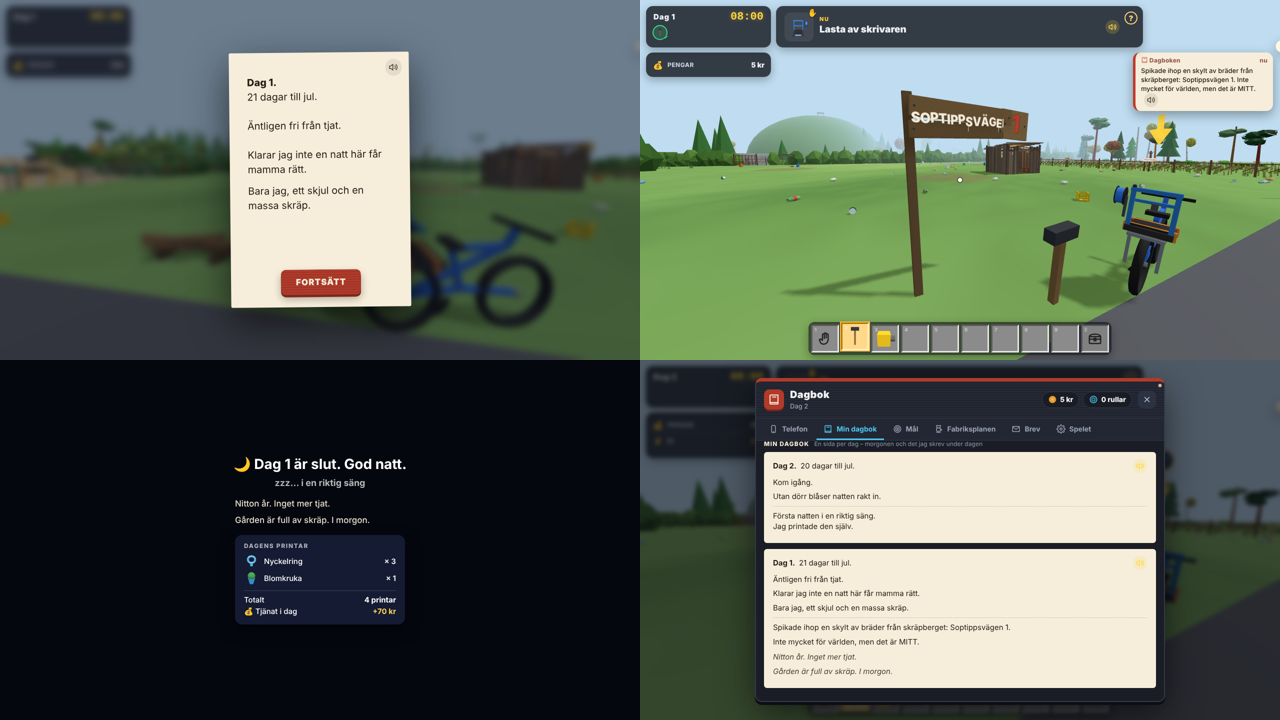 Dag 1.
21 dagar till jul.
Äntligen fri från tjat.
Klarar jag inte en natt här får
mamma rätt.
Bara jag, ett skjul och en
massa skräp.
FORTSÄTT
Dag 1
08:00
NU
Lasta av skrivaren
?
PENGAR
5 kr
Dagboken
nu
Spikade ihop en skylt av bräder från
skräpberget: Soptippsvägen 1. Inte
mycket för världen, men det är MITT.
SOPTIPPSVÄGE 1
🌙 Dag 1 är slut. God natt.
zzz... i en riktig säng
Nitton år. Inget mer tjat.
Gården är full av skräp. I morgon.
DAGENS PRINTAR
Nyckelring × 3
Blomkruka × 1
Totalt 4 printar
Tjänat i dag +70 kr
Dagbok
Dag 2
5 kr
0 rullar
Telefon
Min dagbok
Mål
Fabriksplanen
Brev
Spelet
MIN DAGBOK En sida per dag – morgonen och det jag skrev under dagen
Dag 2. 20 dagar till jul.
Kom igång.
Utan dörr blåser natten rakt in.
Första natten i en riktig säng.
Jag printade den själv.
Dag 1. 21 dagar till jul.
Äntligen fri från tjat.
Klarar jag inte en natt här får mamma rätt.
Bara jag, ett skjul och en massa skräp.
Spikade ihop en skylt av bräder från skräpberget: Soptippsvägen 1.
Inte mycket för världen, men det är MITT.
Nitton år. Inget mer tjat.
Gården är full av skräp. I morgon.